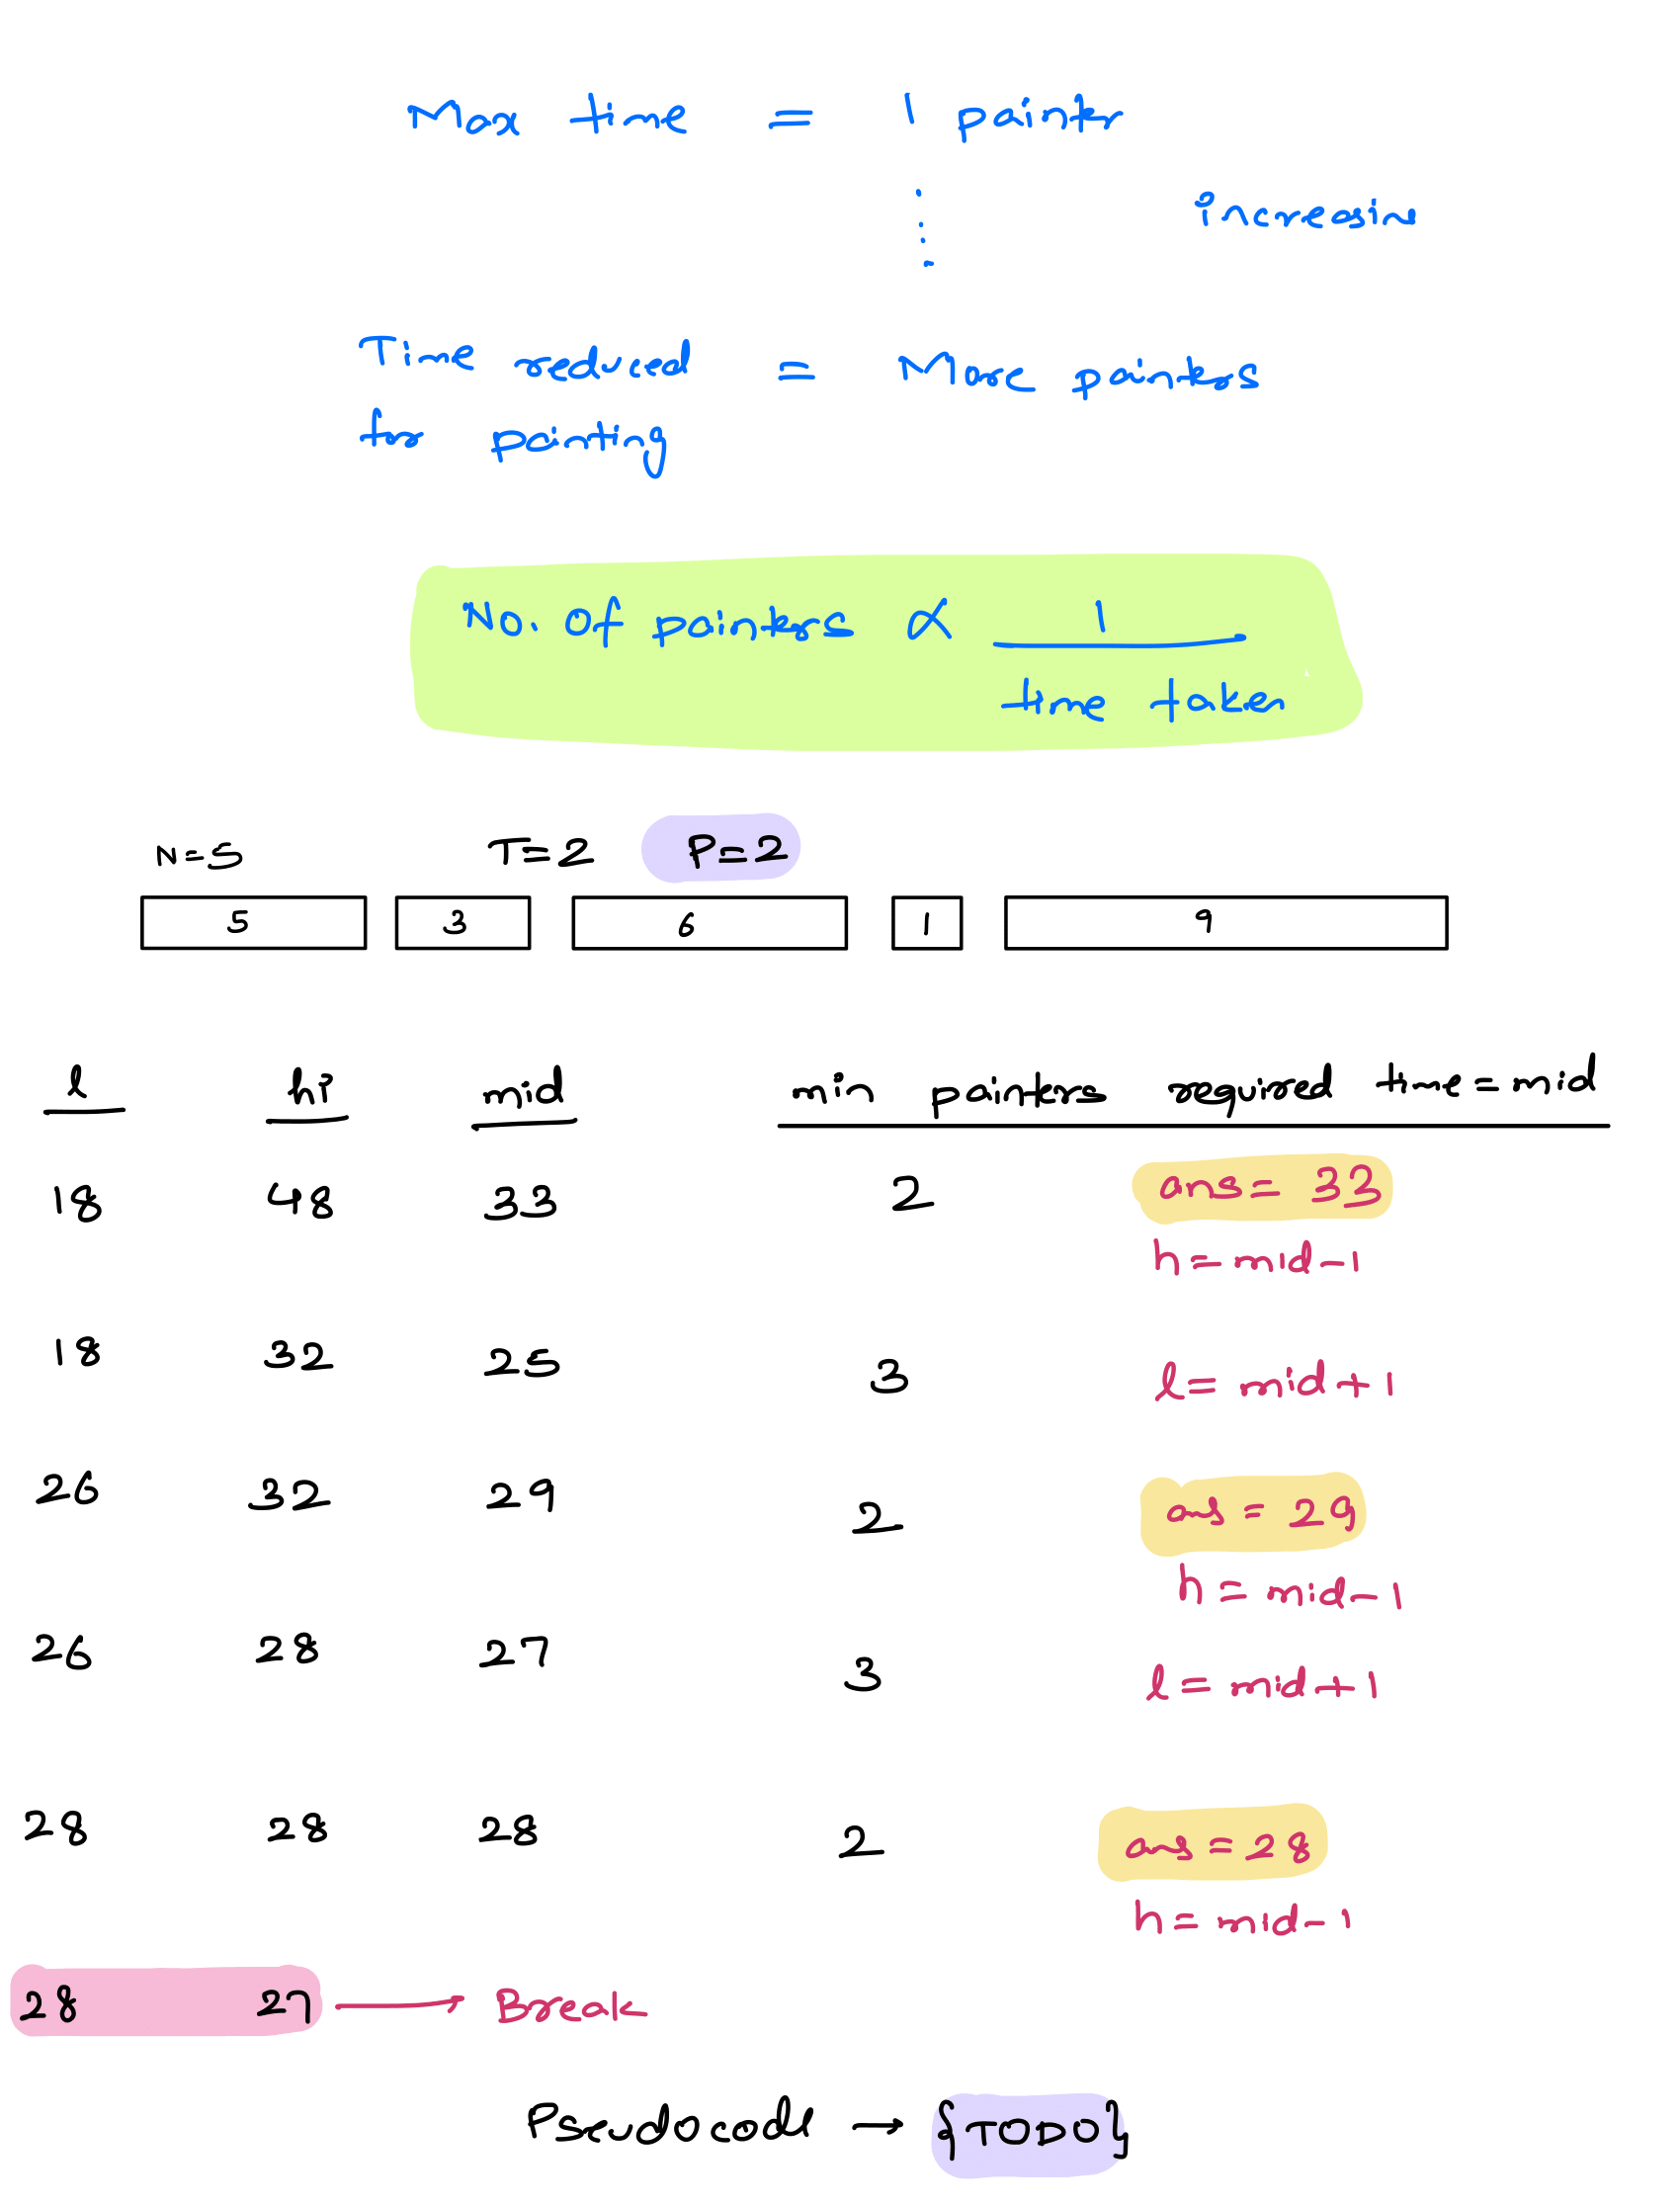 Max time = 1 painter
increasing
Time reduced = More painters
for painting
No. Of painters ∝ 1
time taken
N=5 T=2 P=2
5 3 6 1 9
l hi mid min painters required time=mid
18 48 33 2 ans= 33
h=mid-1
18 32 25 3 l= mid+1
26 32 29 2 ans = 29
h = mid-1
26 28 27 3 l = mid+1
28 28 28 2 ans = 28
h= mid-1
28 27 → Break
Pseudocode → {TODO}